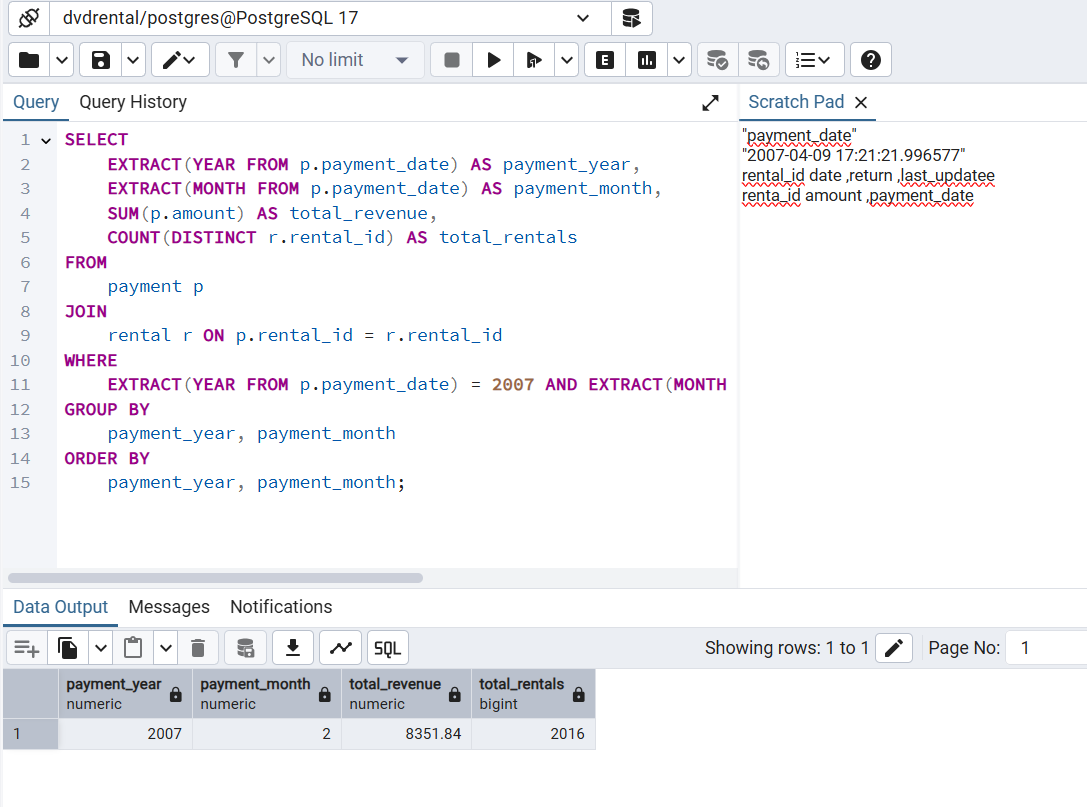 dvdrental/postgres@PostgreSQL 17
No limit
E
SQL
Query Query History
Scratch Pad
1 SELECT
2 EXTRACT(YEAR FROM p.payment_date) AS payment_year,
3 EXTRACT(MONTH FROM p.payment_date) AS payment_month,
4 SUM(p.amount) AS total_revenue,
5 COUNT(DISTINCT r.rental_id) AS total_rentals
6 FROM
7 payment p
8 JOIN
9 rental r ON p.rental_id = r.rental_id
10 WHERE
11 EXTRACT(YEAR FROM p.payment_date) = 2007 AND EXTRACT(MONTH
12 GROUP BY
13 payment_year, payment_month
14 ORDER BY
15 payment_year, payment_month;
"payment_date"
"2007-04-09 17:21:21.996577"
rental_id date ,return ,last_updatee
renta_id amount ,payment_date
Data Output Messages Notifications
Showing rows: 1 to 1 Page No: 1
payment_year payment_month total_revenue total_rentals
numeric numeric numeric bigint
1 2007 2 8351.84 2016